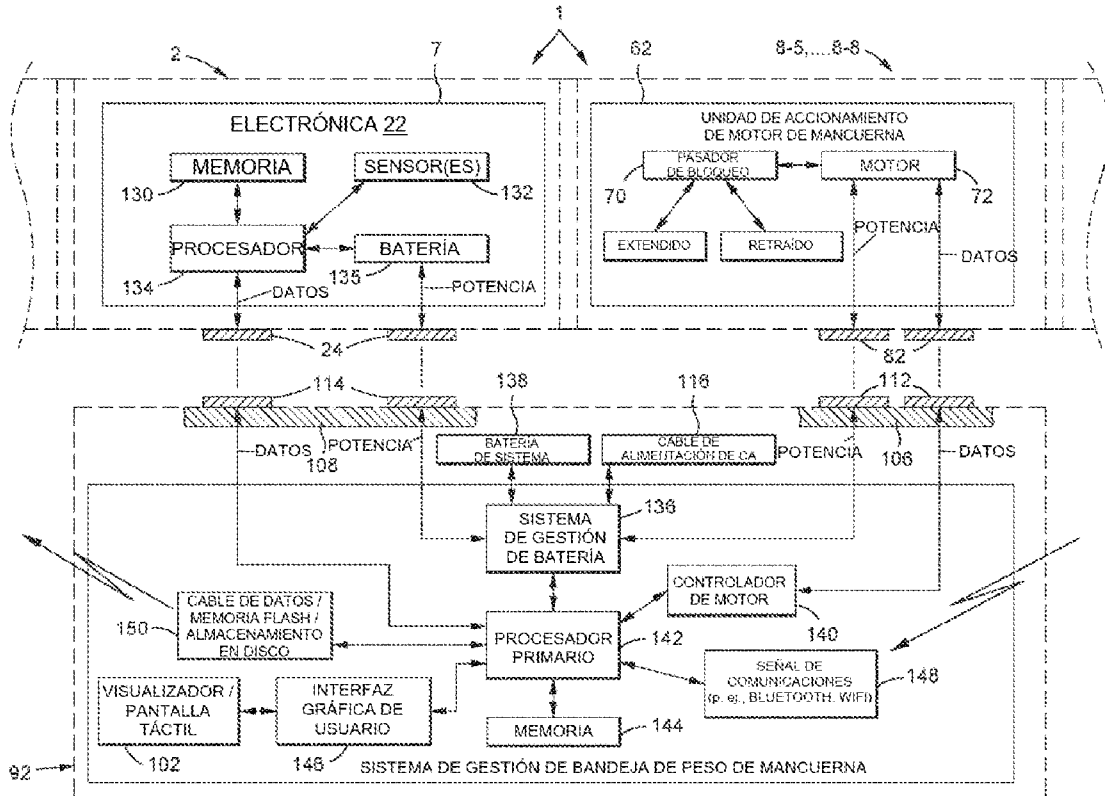 1
2
7
62
8-5,....8-8
ELECTRÓNICA 22
MEMORIA
130
SENSOR(ES)
132
PROCESADOR
134
BATERÍA
135
DATOS
POTENCIA
UNIDAD DE ACCIONAMIENTO
DE MOTOR DE MANCUERNA
PASADOR
DE BLOQUEO
70
MOTOR
72
EXTENDIDO
RETRAÍDO
POTENCIA
DATOS
24
82
114
138
116
112
DATOS
108
POTENCIA
BATERÍA
DE SISTEMA
CABLE DE
ALIMENTACIÓN DE CA
POTENCIA
106
DATOS
SISTEMA
DE GESTIÓN
DE BATERÍA
136
CABLE DE DATOS /
MEMORIA FLASH /
ALMACENAMIENTO
EN DISCO
150
PROCESADOR
PRIMARIO
142
CONTROLADOR
DE MOTOR
140
SEÑAL DE
COMUNICACIONES
(p. ej., BLUETOOTH, WIFI)
148
VISUALIZADOR /
PANTALLA
TÁCTIL
102
INTERFAZ
GRÁFICA DE
USUARIO
146
MEMORIA
144
92
SISTEMA DE GESTIÓN DE BANDEJA DE PESO DE MANCUERNA